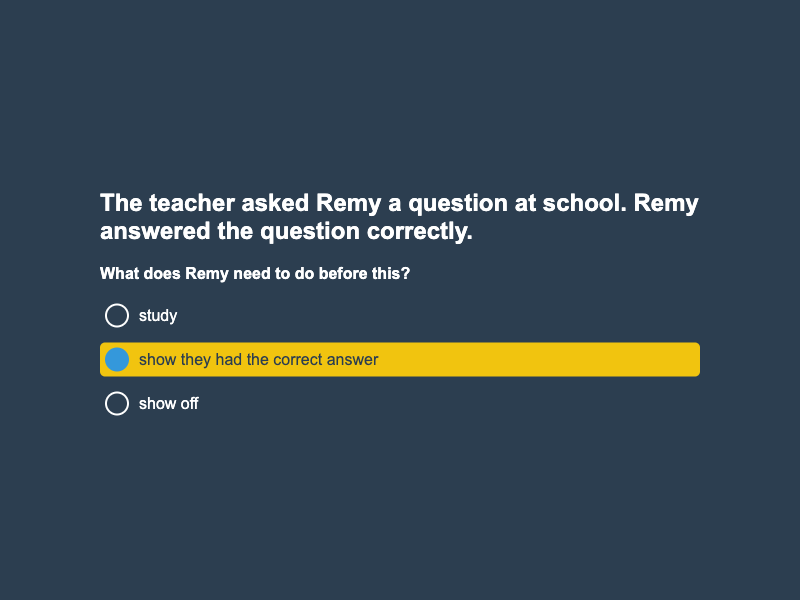 The teacher asked Remy a question at school. Remy
answered the question correctly.
What does Remy need to do before this?
study
show they had the correct answer
show off